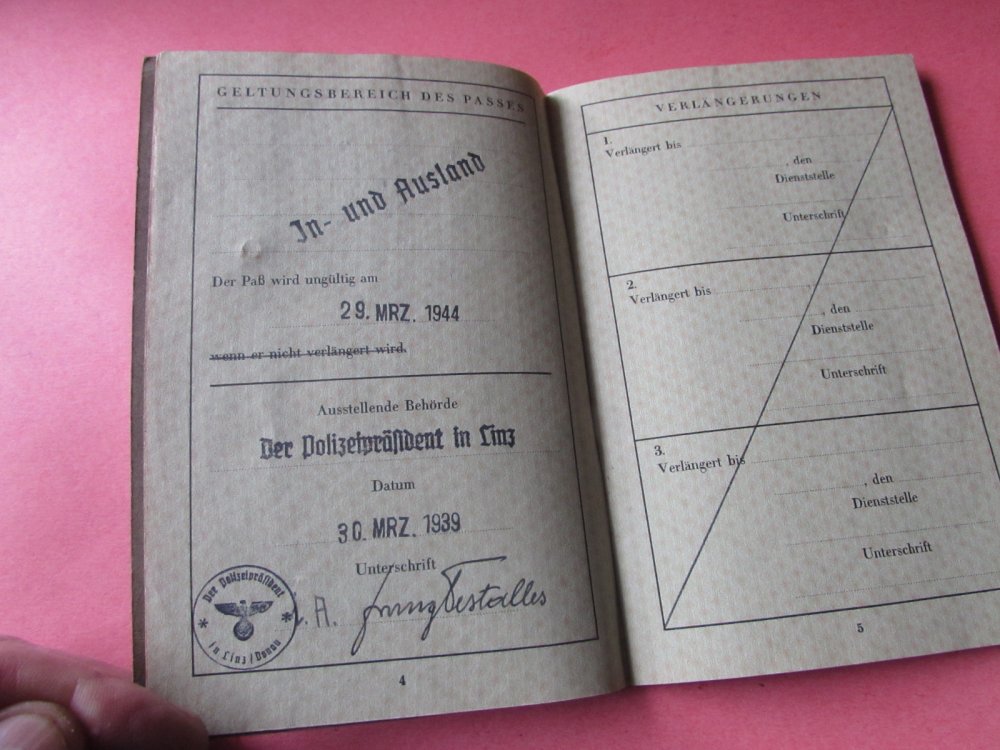 GELTUNGSBEREICH DES PASSES
In- und Ausland
Der Paß wird ungültig am
29. MRZ. 1944
wenn er nicht verlängert wird.
Ausstellende Behörde
Der Polizeipräsident in Linz
Datum
30. MRZ. 1939
Unterschrift
Der Polizeipräsident
in Linz/Donau
A.
4
VERLÄNGERUNGEN
1.
Verlängert bis
, den
Dienststelle
Unterschrift
2.
Verlängert bis
, den
Dienststelle
Unterschrift
3.
Verlängert bis
, den
Dienststelle
Unterschrift
5